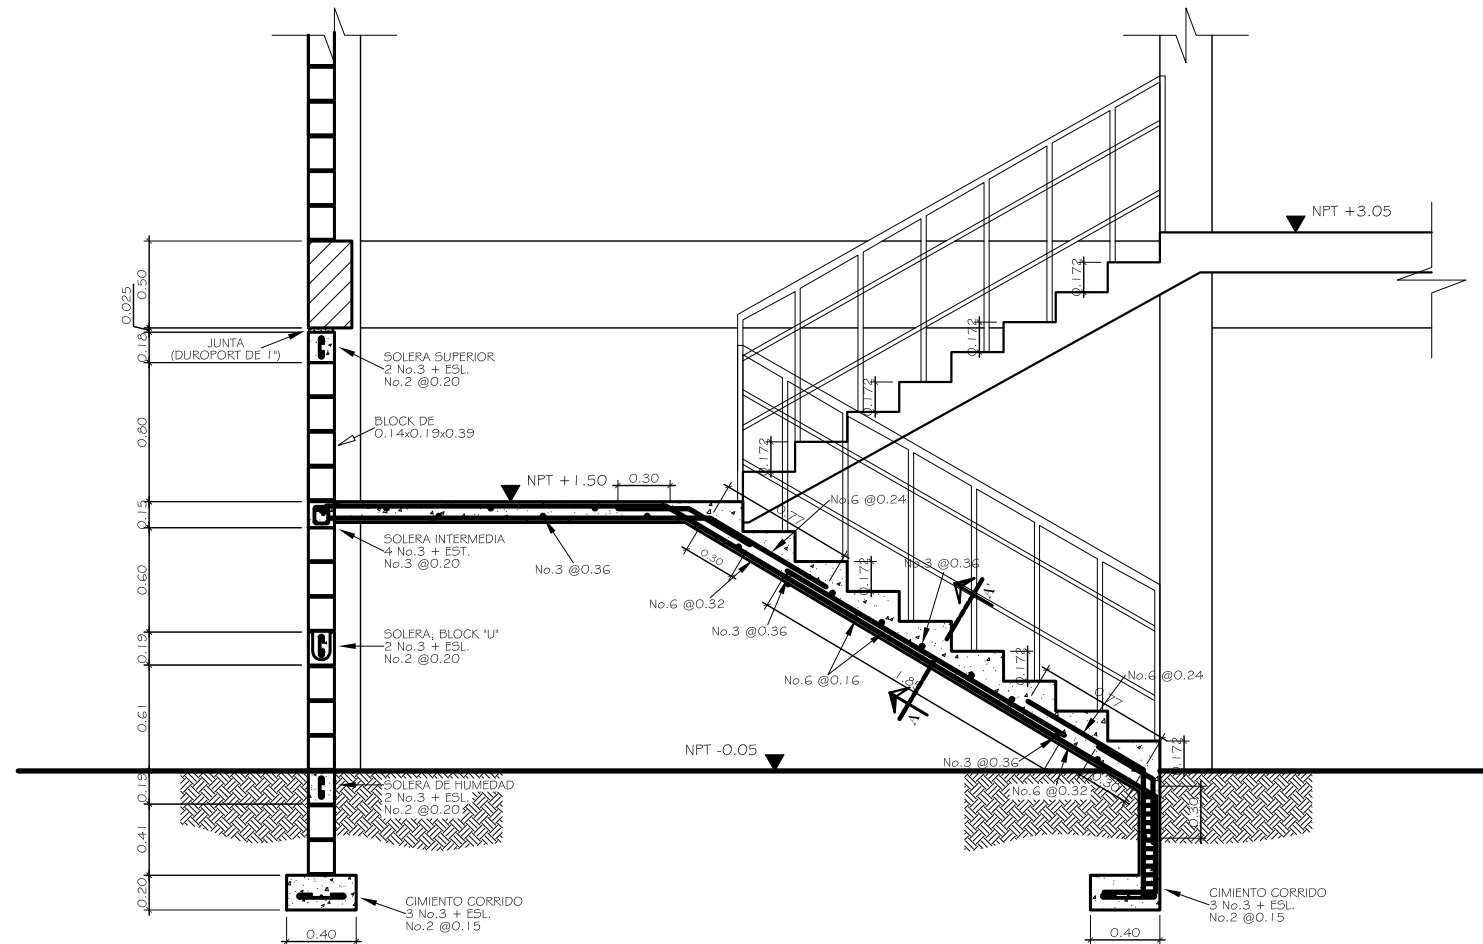 NPT +3.05
0.172
0.50
0.025
0.172
JUNTA
(DUROPORT DE 1")
0.18
SOLERA SUPERIOR
2 No.3 + ESL.
No.2 @0.20
0.172
BLOCK DE
0.14x0.19x0.39
0.80
0.172
NPT +1.50
0.30
No.6 @0.24
0.77
0.15
SOLERA INTERMEDIA
4 No.3 + EST.
No.3 @0.20
0.30
No.3 @0.36
No.3 @0.36
0.172
0.60
No.6 @0.32
A'
No.3 @0.36
SOLERA, BLOCK "U"
2 No.3 + ESL.
No.2 @0.20
0.19
0.172
No.6 @0.16
No.6 @0.24
0.77
A'
0.61
NPT -0.05
0.172
No.3 @0.36
No.6 @0.32
0.30
0.19
SOLERA DE HUMEDAD
2 No.3 + ESL.
No.2 @0.20
0.30
0.41
0.20
CIMIENTO CORRIDO
3 No.3 + ESL.
No.2 @0.15
CIMIENTO CORRIDO
3 No.3 + ESL.
No.2 @0.15
0.40
0.40